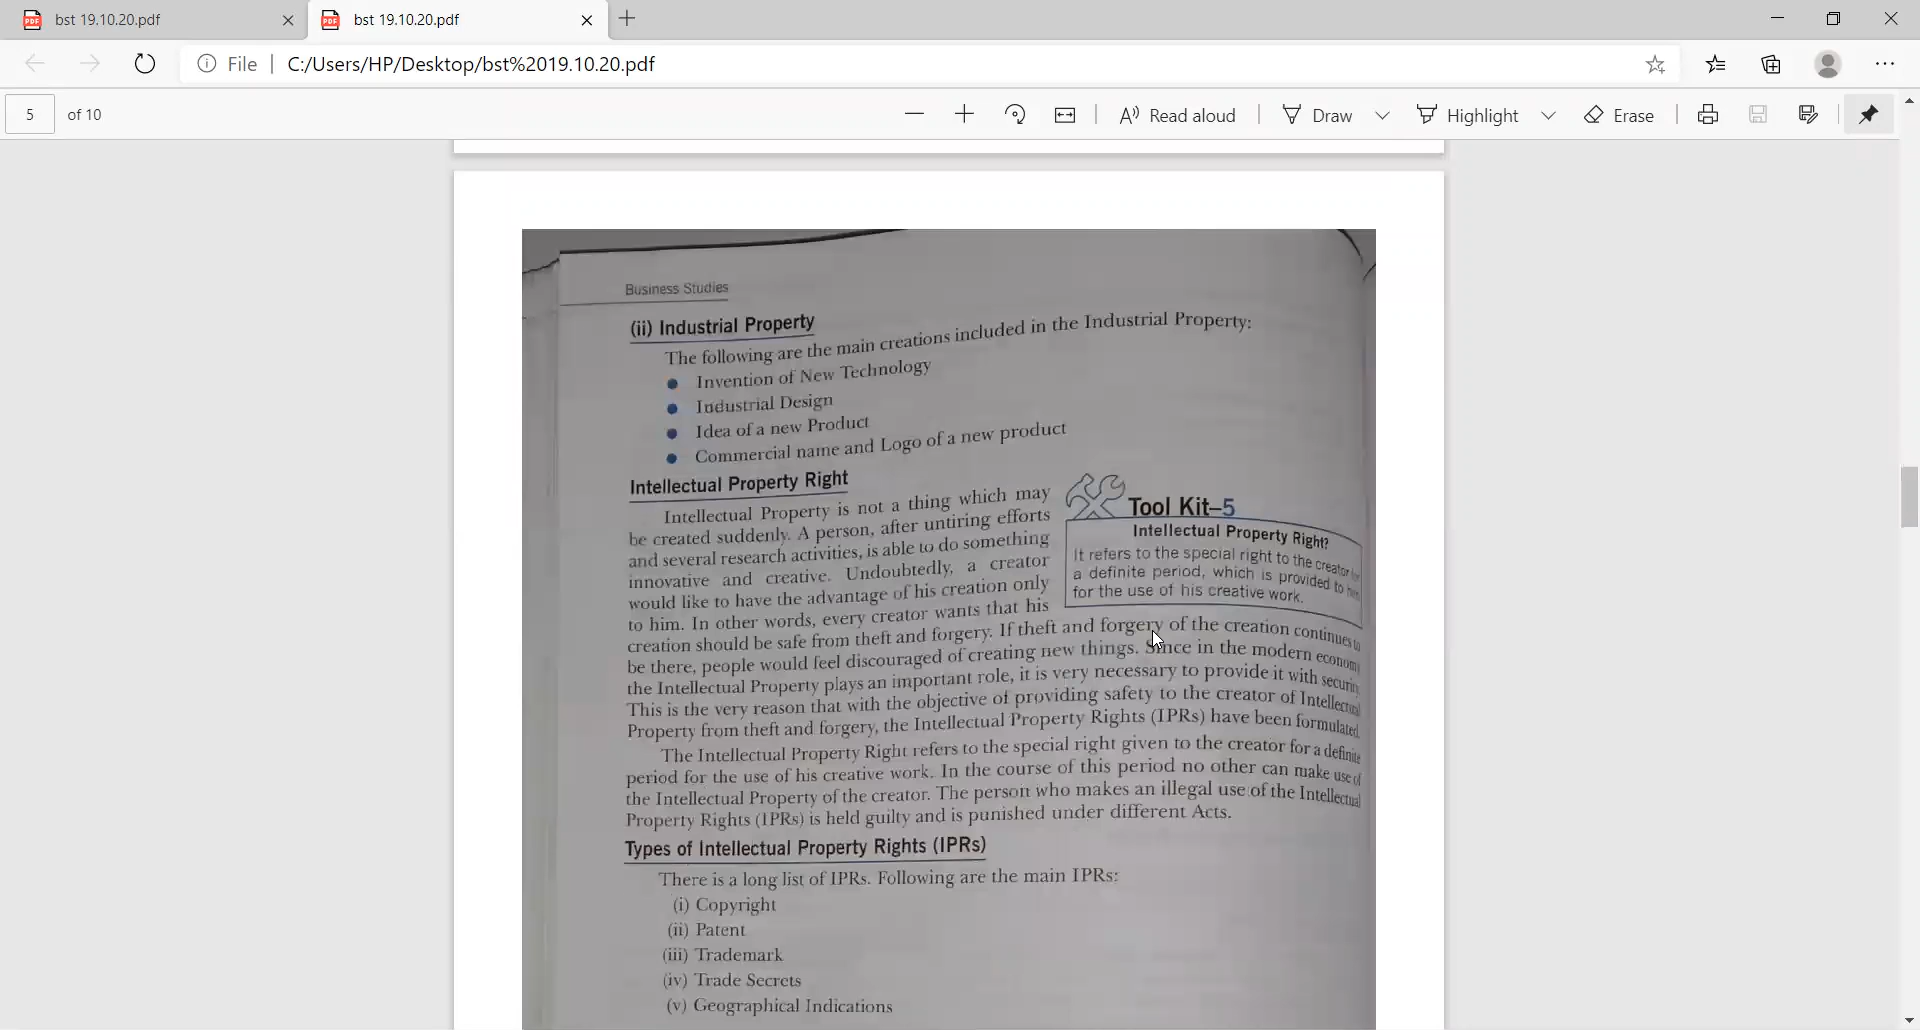 bst 19.10.20.pdf
bst 19.10.20.pdf
File
C:/Users/HP/Desktop/bst%2019.10.20.pdf
5 of 10
Read aloud
Draw
Highlight
Erase
Business Studies
(ii) Industrial Property
The following are the main creations included in the Industrial Property:
Invention of New Technology
Industrial Design
Idea of a new Product
Commercial name and Logo of a new product
Intellectual Property Right
Intellectual Property is not a thing which may
be created suddenly. A person, after untiring efforts
and several research activities, is able to do something
innovative and creative. Undoubtedly, a creator
would like to have the advantage of his creation only
to him. In other words, every creator wants that his
Tool Kit–5
Intellectual Property Right?
It refers to the special right to the creator for
a definite period, which is provided to him
for the use of his creative work.
creation should be safe from theft and forgery. If theft and forgery of the creation continues to
be there, people would feel discouraged of creating new things. Since in the modern econom
the Intellectual Property plays an important role, it is very necessary to provide it with securi
This is the very reason that with the objective of providing safety to the creator of Intellectual
Property from theft and forgery, the Intellectual Property Rights (IPRs) have been formulated.
The Intellectual Property Right refers to the special right given to the creator for a definite
period for the use of his creative work. In the course of this period no other can make use of
the Intellectual Property of the creator. The person who makes an illegal use of the Intellectual
Property Rights (IPRs) is held guilty and is punished under different Acts.
Types of Intellectual Property Rights (IPRs)
There is a long list of IPRs. Following are the main IPRs:
(i) Copyright
(ii) Patent
(iii) Trademark
(iv) Trade Secrets
(v) Geographical Indications